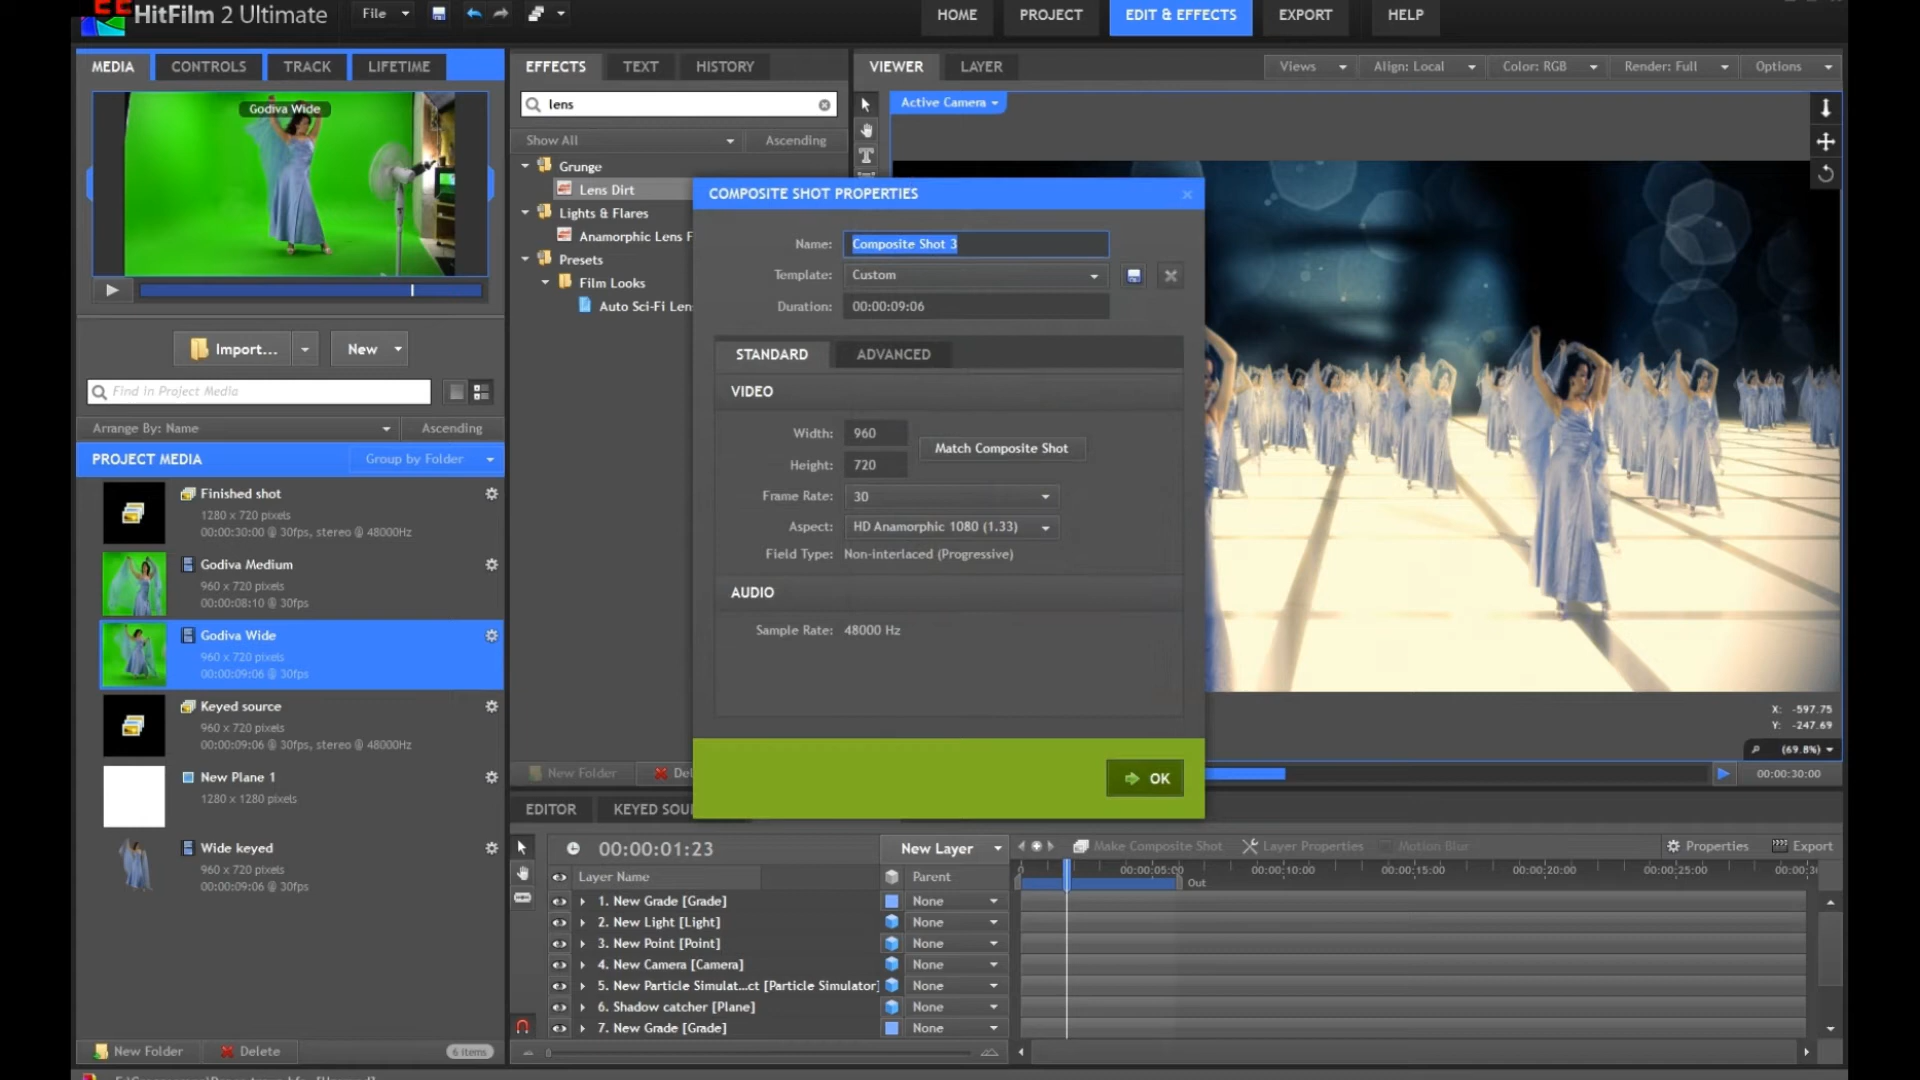 HitFilm 2 Ultimate
File
HOME
PROJECT
EDIT & EFFECTS
EXPORT
HELP
MEDIA
CONTROLS
TRACK
LIFETIME
EFFECTS
TEXT
HISTORY
VIEWER
LAYER
Views
Align: Local
Color: RGB
Render: Full
Options
Godiva Wide
lens
Active Camera
Show All
Ascending
Grunge
Lens Dirt
Lights & Flares
Anamorphic Lens F
Presets
Film Looks
Auto Sci-Fi Len
COMPOSITE SHOT PROPERTIES
Name: Composite Shot 3
Template: Custom
Duration: 00:00:09:06
STANDARD
ADVANCED
VIDEO
Width: 960
Match Composite Shot
Height: 720
Frame Rate: 30
Aspect: HD Anamorphic 1080 (1.33)
Field Type: Non-interlaced (Progressive)
AUDIO
Sample Rate: 48000 Hz
OK
Import...
New
Find in Project Media
Arrange By: Name
Ascending
PROJECT MEDIA
Group by Folder
Finished shot
1280 x 720 pixels
00:00:30:00 @ 30fps, stereo @ 48000Hz
Godiva Medium
960 x 720 pixels
00:00:08:10 @ 30fps
Godiva Wide
960 x 720 pixels
00:00:09:06 @ 30fps
Keyed source
960 x 720 pixels
00:00:09:06 @ 30fps, stereo @ 48000Hz
New Plane 1
1280 x 1280 pixels
Wide keyed
960 x 720 pixels
00:00:09:06 @ 30fps
New Folder
Delete
6 items
X: -597.75
Y: -247.69
(69.8%)
New Folder
Del
00:00:30:00
EDITOR
KEYED SOU
00:00:01:23
New Layer
Make Composite Shot
Layer Properties
Motion Blur
Properties
Export
Layer Name
Parent
0
00:00:05:00
00:00:10:00
00:00:15:00
00:00:20:00
00:00:25:00
00:00:3
Out
1. New Grade [Grade]
None
2. New Light [Light]
None
3. New Point [Point]
None
4. New Camera [Camera]
None
5. New Particle Simulat...ct [Particle Simulator]
None
6. Shadow catcher [Plane]
None
7. New Grade [Grade]
None